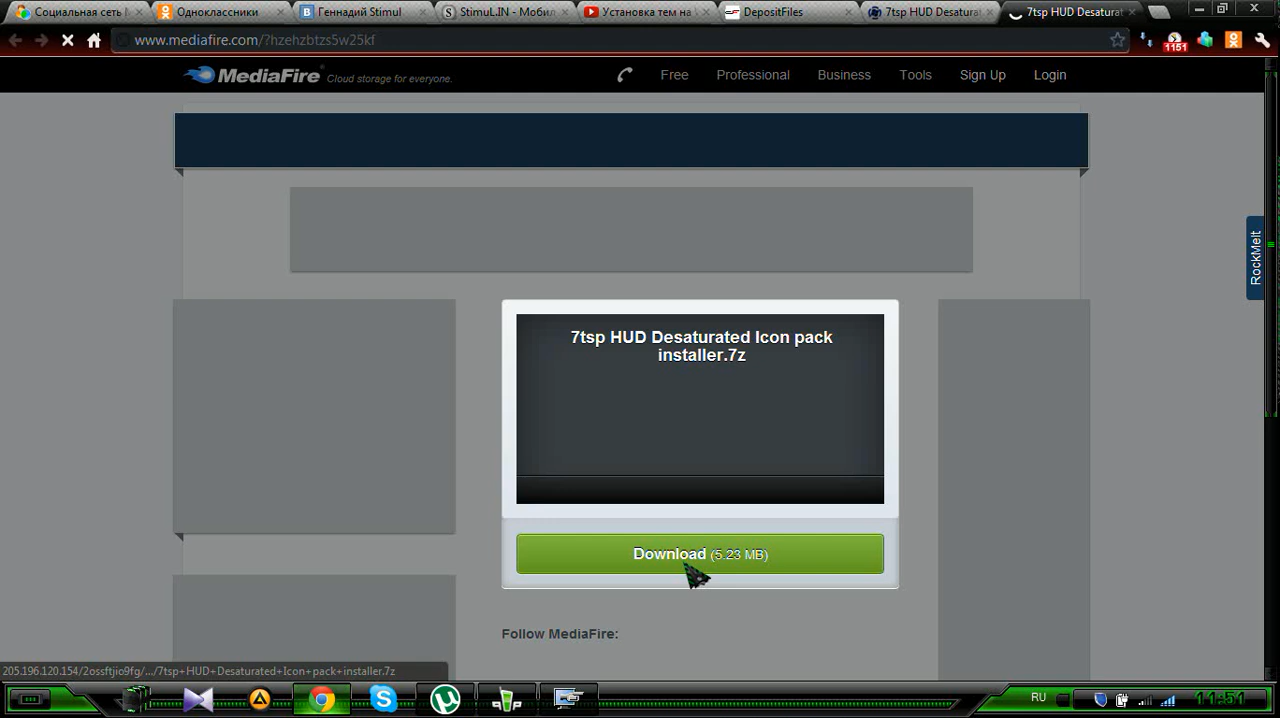 Социальная сеть
Одноклассники
Геннадий Stimul
StimuL.IN - Мобил
Установка тем на
DepositFiles
7tsp HUD Desaturat
7tsp HUD Desaturat
www.mediafire.com/?hzehzbtzs5w25kf
1151
MediaFire Cloud storage for everyone.
Free Professional Business Tools Sign Up Login
RockMelt
7tsp HUD Desaturated Icon pack
installer.7z
Download (5.23 MB)
Follow MediaFire:
205.196.120.154/2ossftjio9fg/.../7tsp+HUD+Desaturated+Icon+pack+installer.7z
RU
11:51